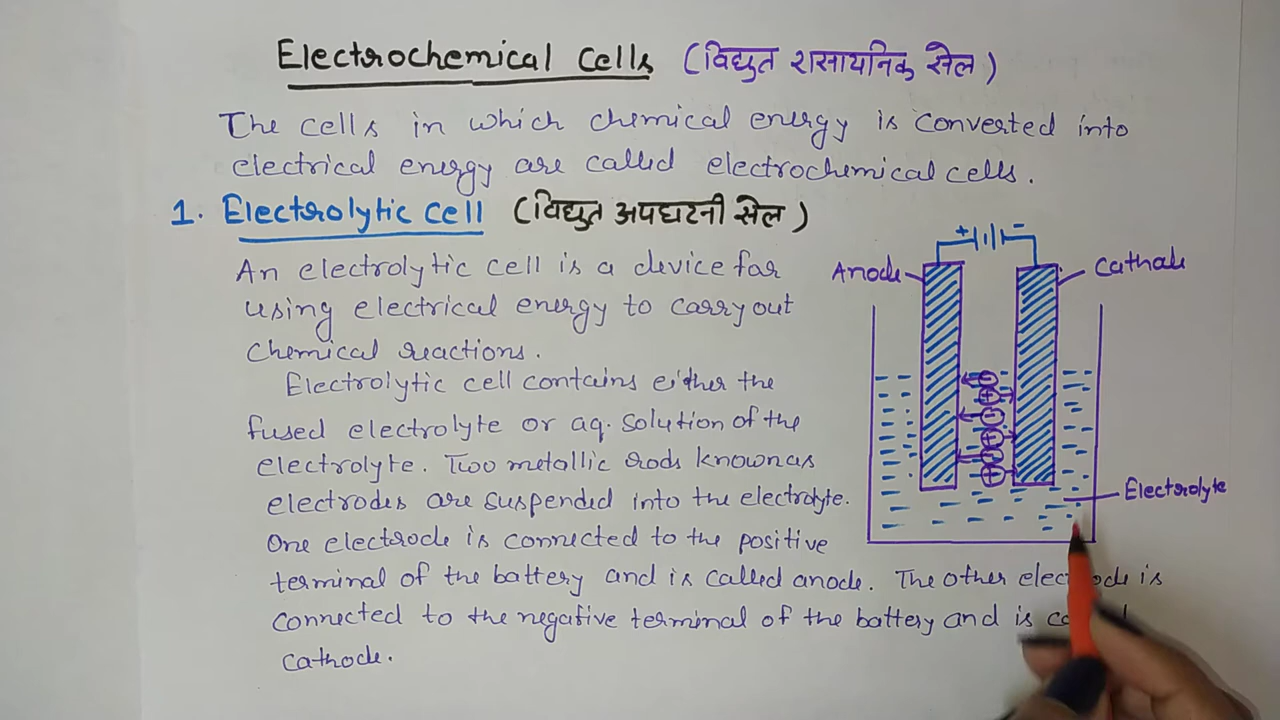 Electrochemical Cells (विद्युत रासायनिक सेल)
The cells in which chemical energy is converted into
electrical energy are called electrochemical cells.
1. Electrolytic Cell (विद्युत अपघटनी सेल)
An electrolytic cell is a device for
using electrical energy to carry out
chemical reactions.
Electrolytic cell contains either the
fused electrolyte or aq. solution of the
electrolyte. Two metallic rods known as
electrodes are suspended into the electrolyte.
One electrode is connected to the positive
terminal of the battery and is called anode. The other electrode is
connected to the negative terminal of the battery and is
cathode.
+ -
Anode
Cathode
-
+
-
+
-
+
Electrolyte